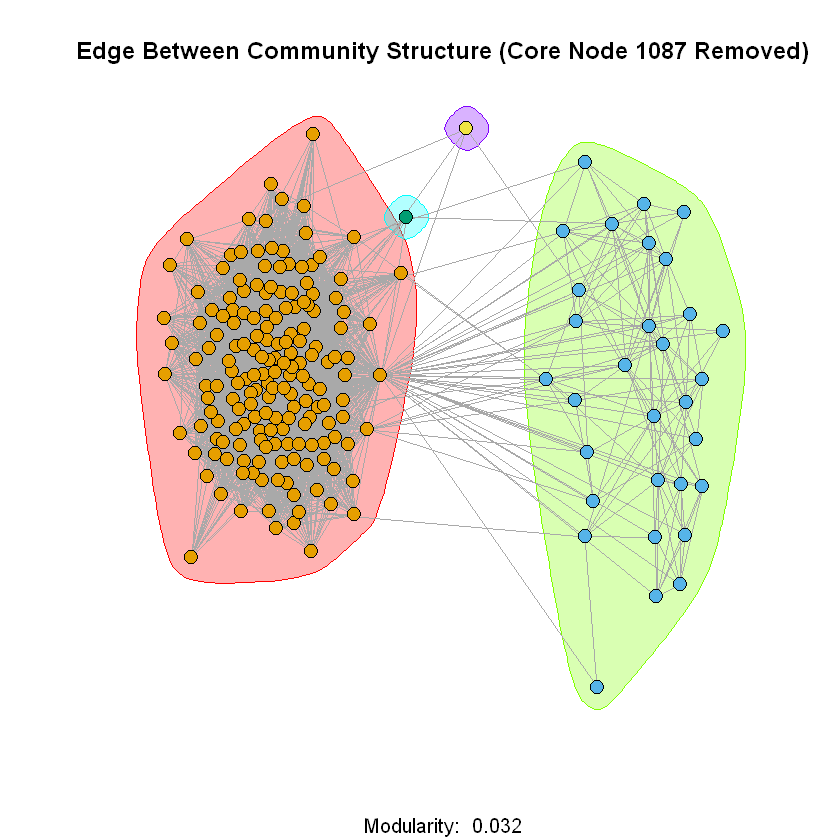 Edge Between Community Structure (Core Node 1087 Removed)
Modularity:  0.032